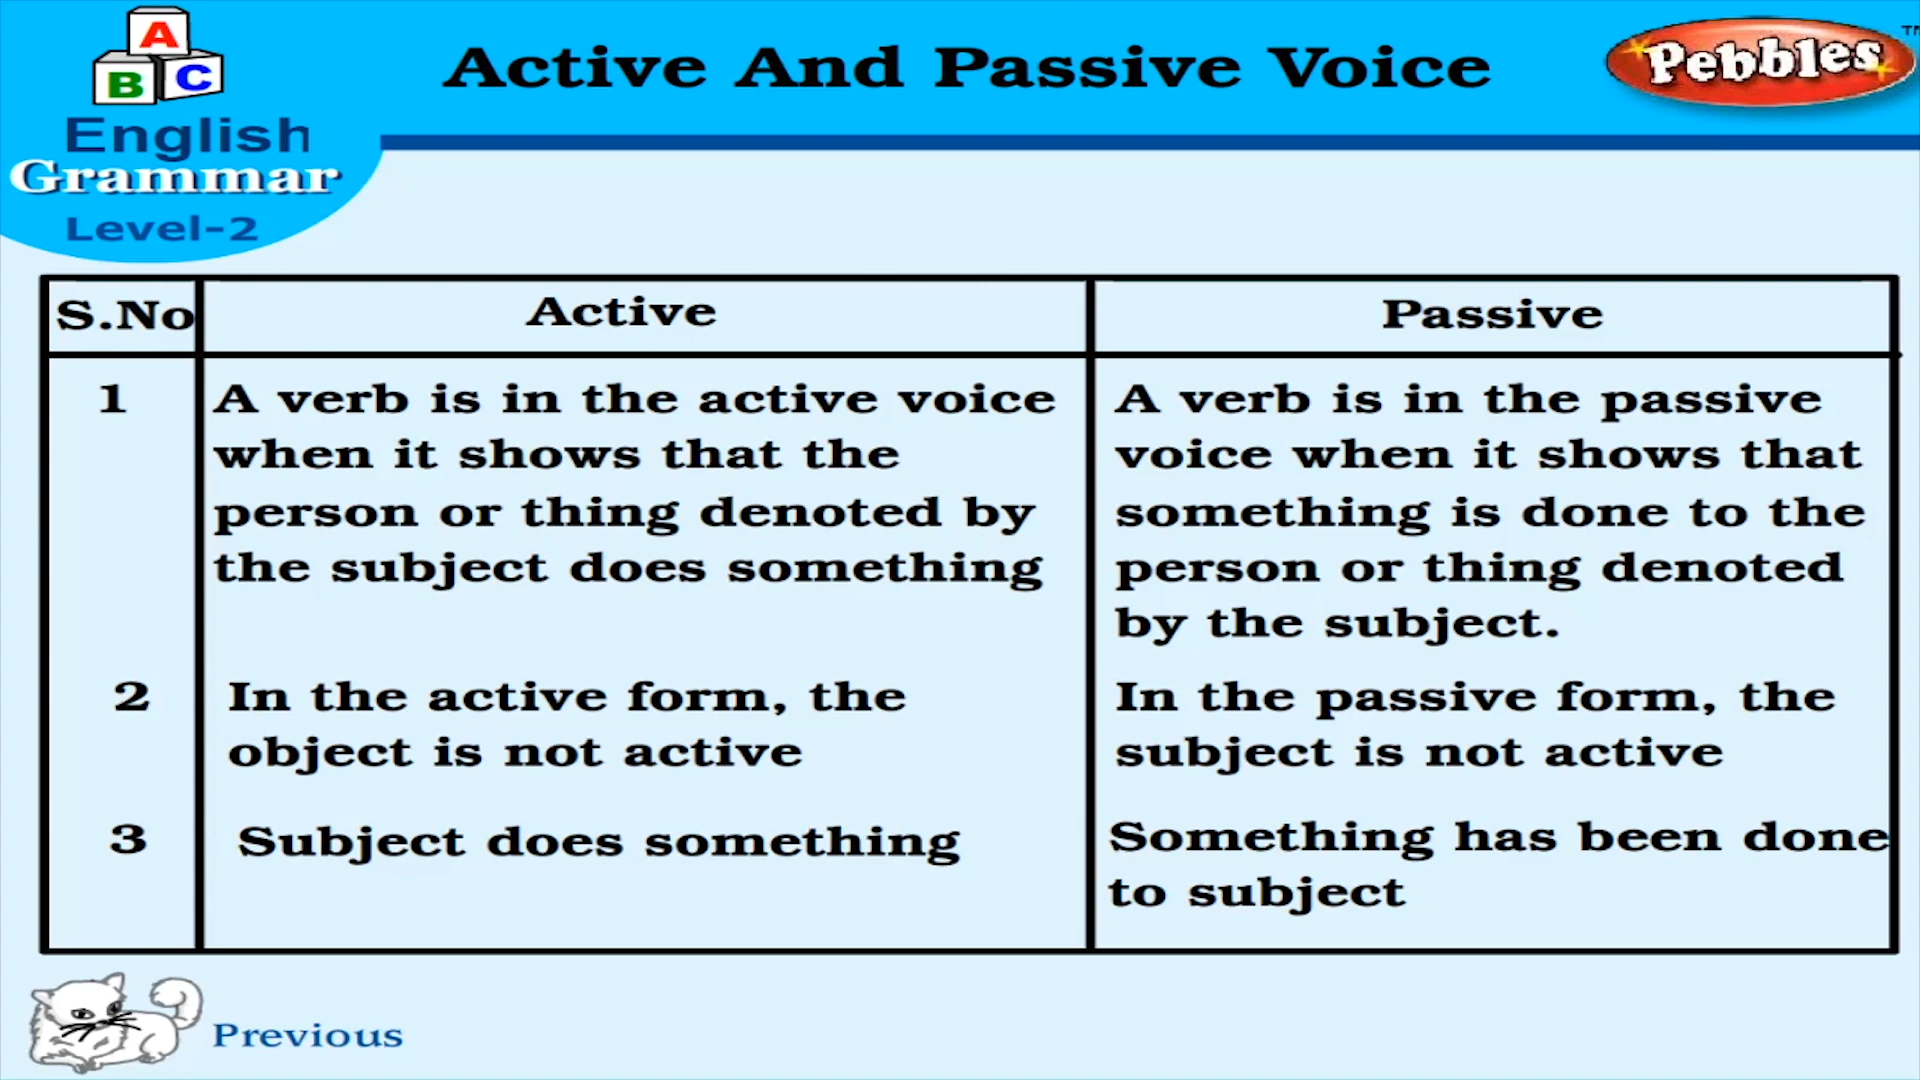 A
B C
English
Grammar
Level-2
Active And Passive Voice
Pebbles
TM
S.No Active Passive
1 A verb is in the active voice A verb is in the passive
when it shows that the voice when it shows that
person or thing denoted by something is done to the
the subject does something person or thing denoted
by the subject.
2 In the active form, the In the passive form, the
object is not active subject is not active
3 Subject does something Something has been done
to subject
Previous